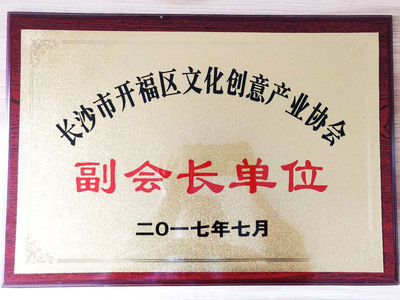 长沙市开福区文化创意产业协会
副会长单位
二〇一七年七月